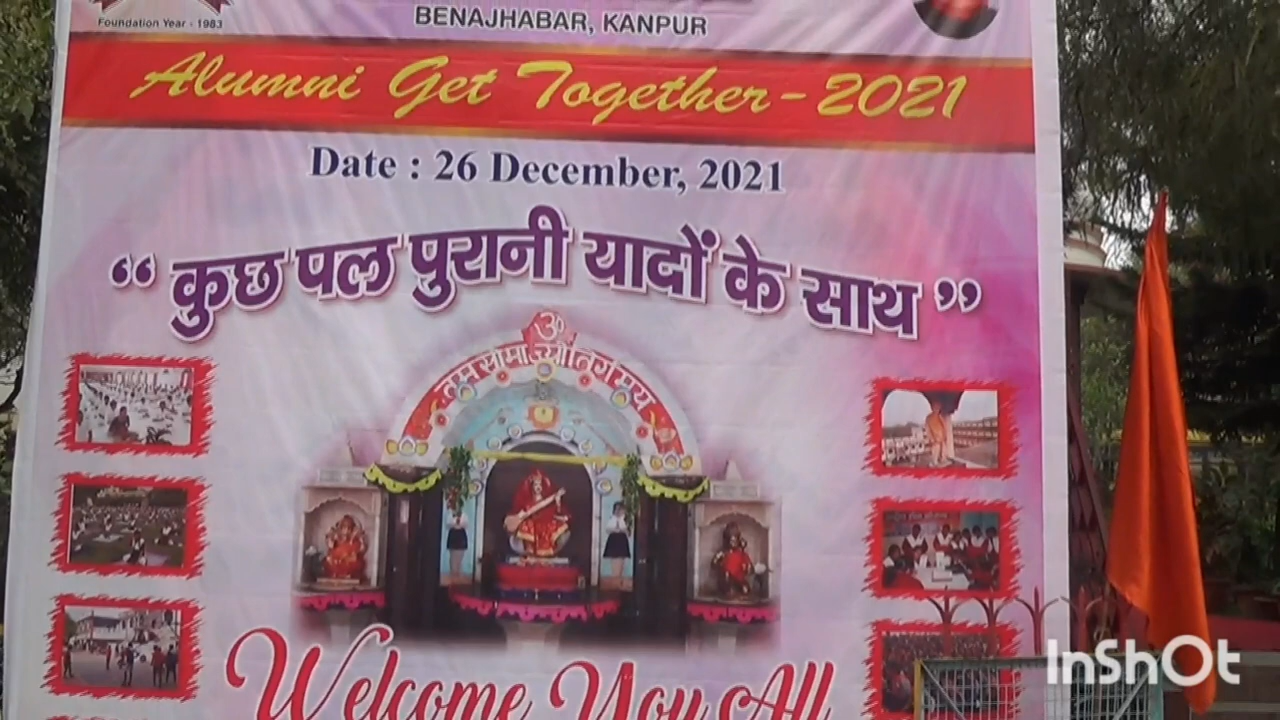 Foundation Year - 1983
BENAJHABAR, KANPUR
Alumni Get Together - 2021
Date : 26 December, 2021
“ कुछ पल पुरानी यादों के साथ ”
ॐ
तमसोमा ज्योतिर्गमय
Welcome You All
InShOt